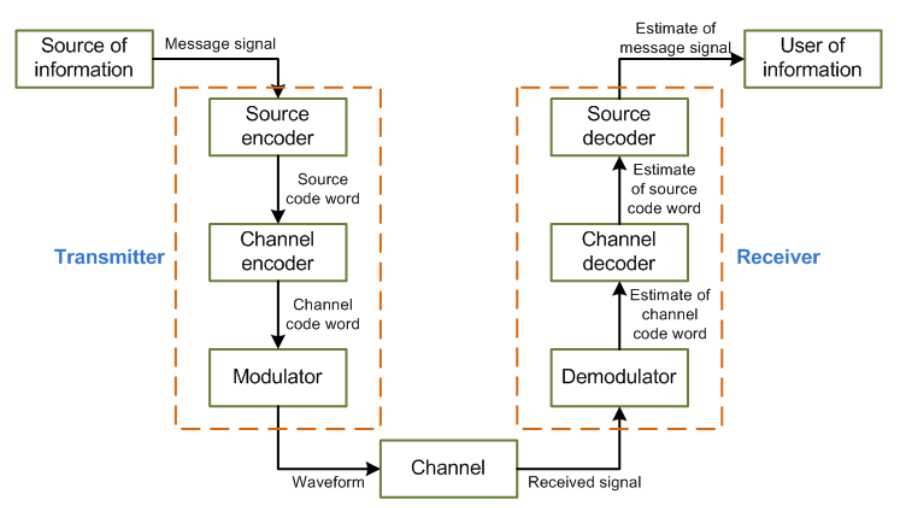 Source of
information
Message signal
Source
encoder
Source
code word
Transmitter
Channel
encoder
Channel
code word
Modulator
Waveform
Channel
Received signal
Demodulator
Estimate of
channel
code word
Channel
decoder
Receiver
Estimate
of source
code word
Source
decoder
Estimate of
message signal
User of
information